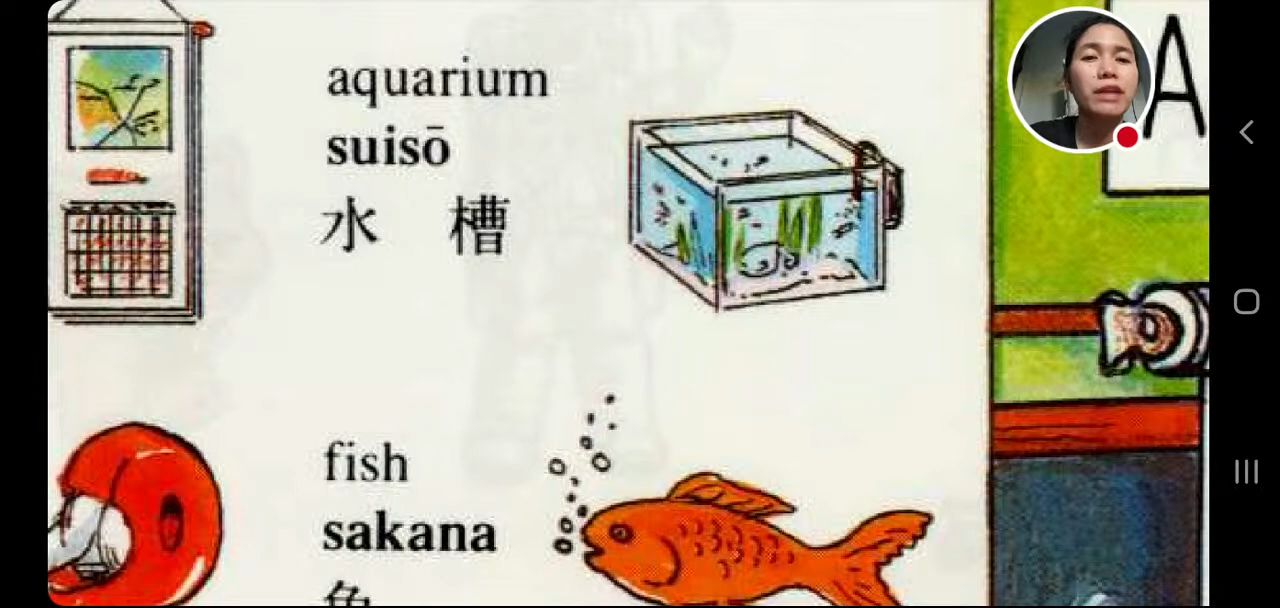 aquarium
suisō
水 槽
A
fish
sakana